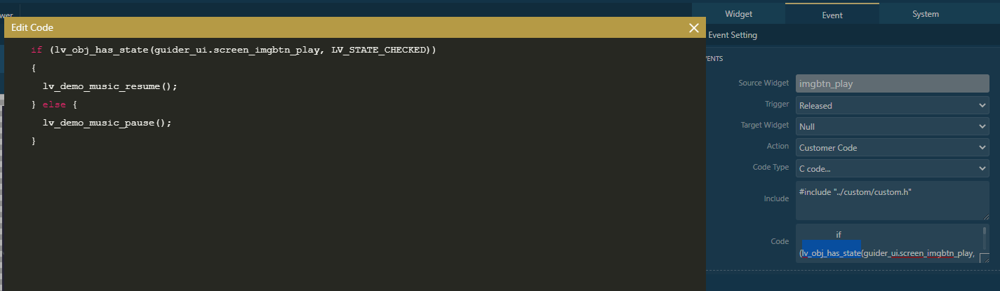 wer
Widget
Event
System
Edit Code
Event Setting
if (lv_obj_has_state(guider_ui.screen_imgbtn_play, LV_STATE_CHECKED))
{
lv_demo_music_resume();
} else {
lv_demo_music_pause();
}
ENTS
Source Widget imgbtn_play
Trigger Released
Target Widget Null
Action Customer Code
Code Type C code...
Include #include "../custom/custom.h"
Code if
(lv_obj_has_state(guider_ui.screen_imgbtn_play,